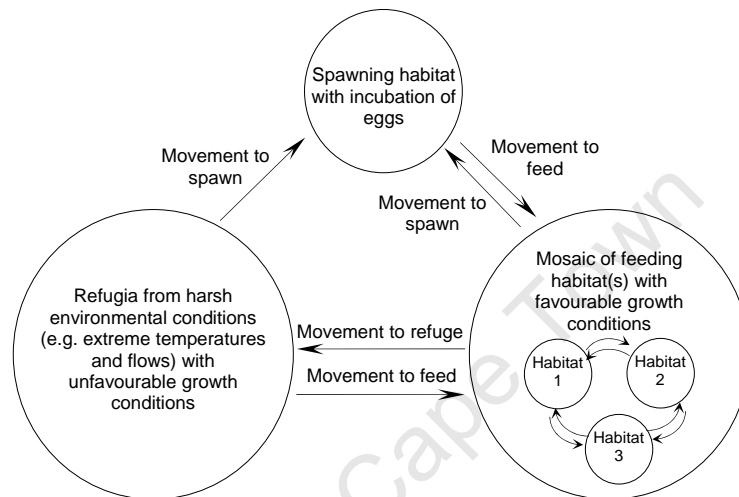 Spawning habitat
with incubation of
eggs
Movement to
spawn
Movement to
feed
Movement to
spawn
Refugia from harsh
environmental conditions
(e.g. extreme temperatures
and flows) with
unfavourable growth
conditions
Movement to refuge
Movement to feed
Mosaic of feeding
habitat(s) with
favourable growth
conditions
Habitat
1
Habitat
2
Habitat
3
Cape Town